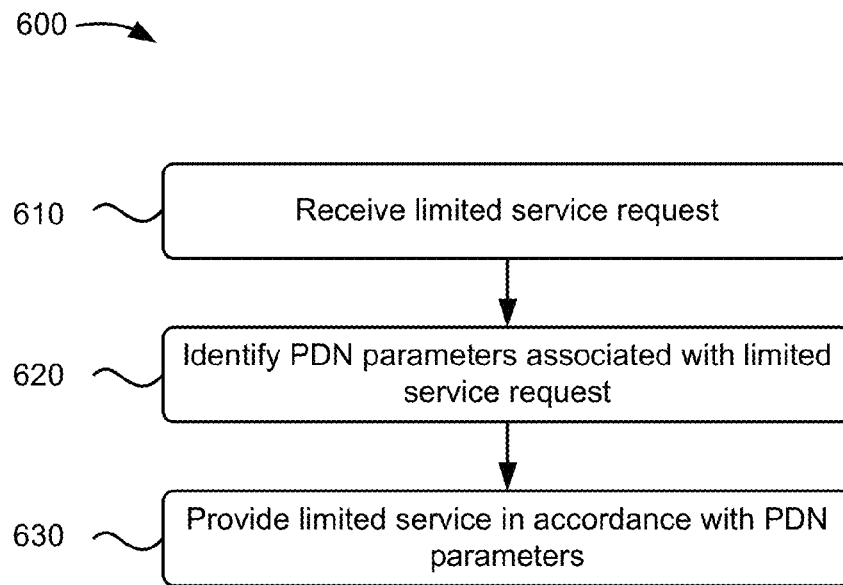 600
610
Receive limited service request
620
Identify PDN parameters associated with limited
service request
630
Provide limited service in accordance with PDN
parameters